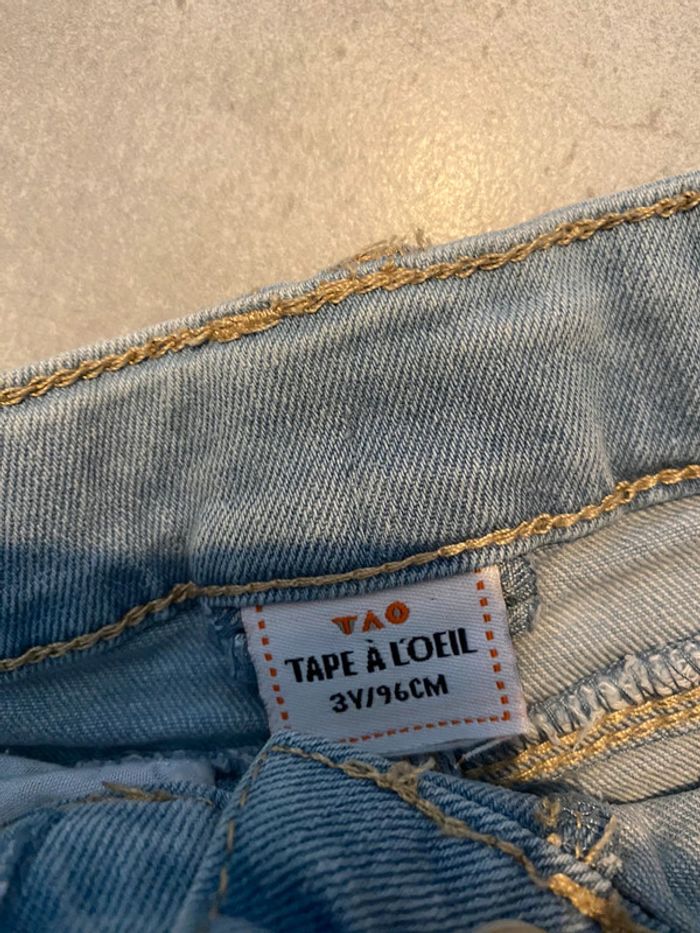 TAO
TAPE À L'OEIL
3Y/96CM